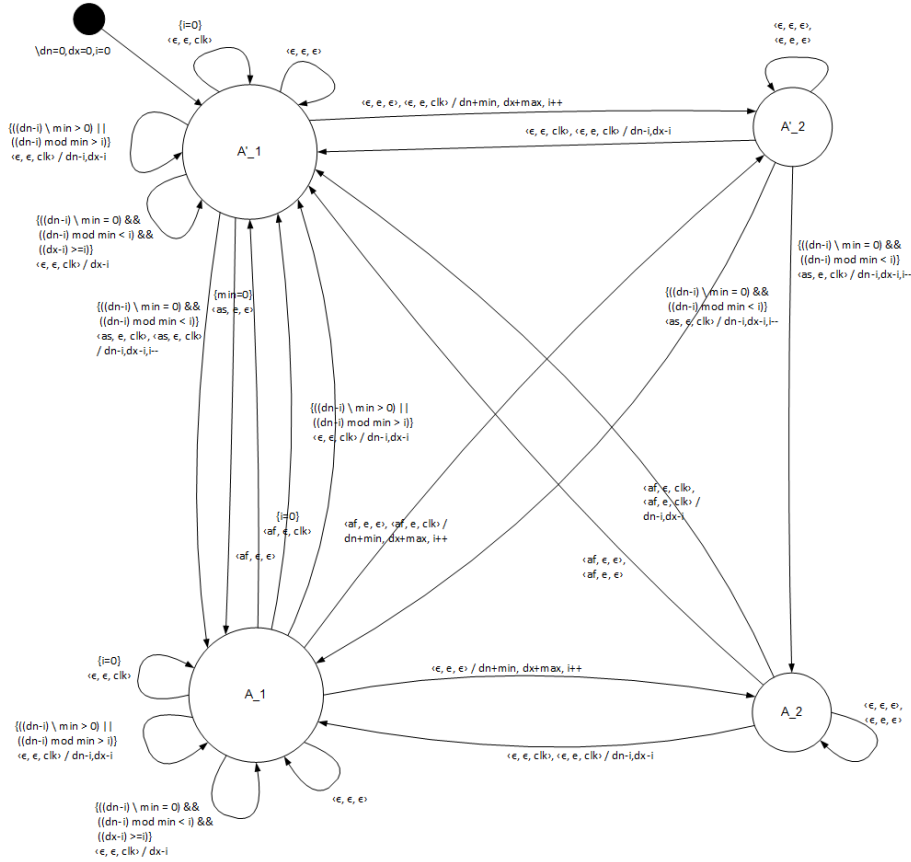 \dn=0,dx=0,i=0
{i=0}
‹ϵ, ϵ, clk›
‹ϵ, ϵ, ϵ›
‹ϵ, e, ϵ›, ‹ϵ, e, clk› / dn+min, dx+max, i++
‹ϵ, ϵ, clk›, ‹ϵ, e, clk› / dn-i,dx-i
‹ϵ, ϵ, ϵ›,
‹ϵ, e, ϵ›
A'_1
A'_2
{((dn-i) \ min > 0) ||
((dn-i) mod min > i)}
‹ϵ, ϵ, clk› / dn-i,dx-i
{((dn-i) \ min = 0) &&
((dn-i) mod min < i) &&
((dx-i) >=i)}
‹ϵ, ϵ, clk› / dx-i
{((dn-i) \ min = 0) &&
((dn-i) mod min < i)}
‹as, e, clk›, ‹as, ϵ, clk›
/ dn-i,dx-i,i--
{min=0}
‹as, e, ϵ›
{((dn-i) \ min = 0) &&
((dn-i) mod min < i)}
‹as, ϵ, clk› / dn-i,dx-i,i--
{((dn-i) \ min = 0) &&
((dn-i) mod min < i)}
‹as, e, clk› / dn-i,dx-i,i--
{((dn-i) \ min > 0) ||
((dn-i) mod min > i)}
‹ϵ, ϵ, clk› / dn-i,dx-i
{i=0}
‹af, ϵ, clk›
‹af, ϵ, ϵ›
‹af, e, ϵ›, ‹af, e, clk› /
dn+min, dx+max, i++
‹af, ϵ, clk›,
‹af, e, clk› /
dn-i,dx-i
‹af, ϵ, ϵ›,
‹af, e, ϵ›
{i=0}
‹ϵ, ϵ, clk›
A_1
‹ϵ, e, ϵ› / dn+min, dx+max, i++
A_2
‹ϵ, ϵ, ϵ›,
‹ϵ, e, ϵ›
{((dn-i) \ min > 0) ||
((dn-i) mod min > i)}
‹ϵ, ϵ, clk› / dn-i,dx-i
‹ϵ, ϵ, clk›, ‹ϵ, e, clk› / dn-i,dx-i
‹ϵ, ϵ, ϵ›
{((dn-i) \ min = 0) &&
((dn-i) mod min < i) &&
((dx-i) >=i)}
‹ϵ, ϵ, clk› / dx-i